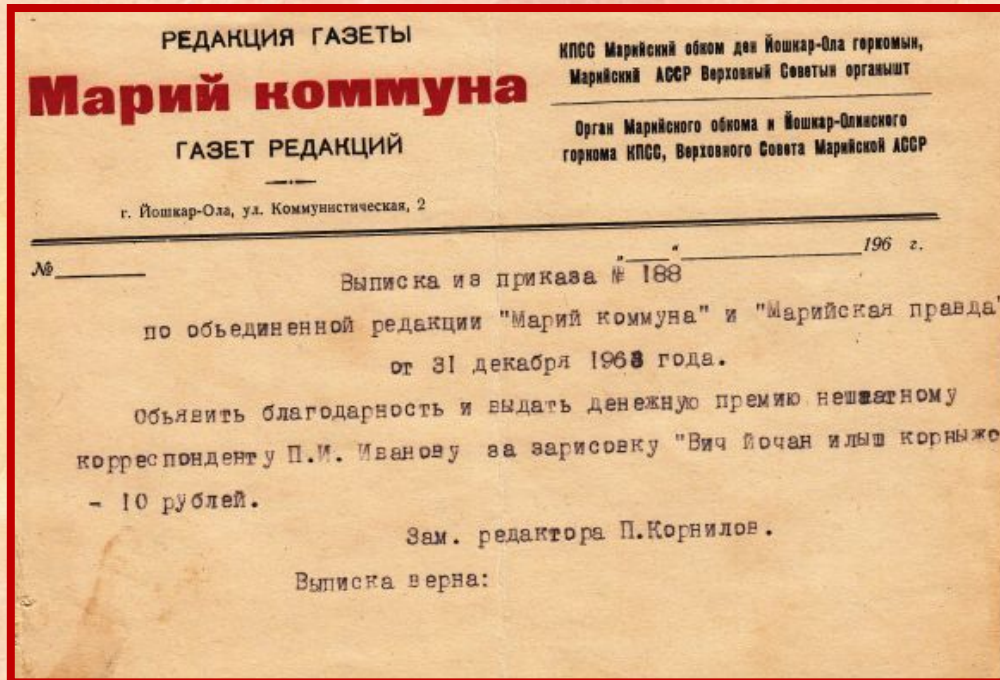 РЕДАКЦИЯ ГАЗЕТЫ
Марий коммуна
ГАЗЕТ РЕДАКЦИЙ
г. Йошкар-Ола, ул. Коммунистическая, 2
КПСС Марийский обком ден Йошкар-Ола горкомын,
Марийский АССР Верховный Советын органышт
Орган Марийского обкома и Йошкар-Олинского
горкома КПСС, Верховного Совета Марийской АССР
№ „ “ 196 г.
Выписка из приказа № 188
по объединенной редакции "Марий коммуна" и "Марийская правда"
от 31 декабря 1963 года.
Объявить благодарность и выдать денежную премию нештатному
корреспонденту П.И. Иванову за зарисовку "Вич йочан илыш корныжо
- 10 рублей.
Зам. редактора П.Корнилов.
Выписка верна: